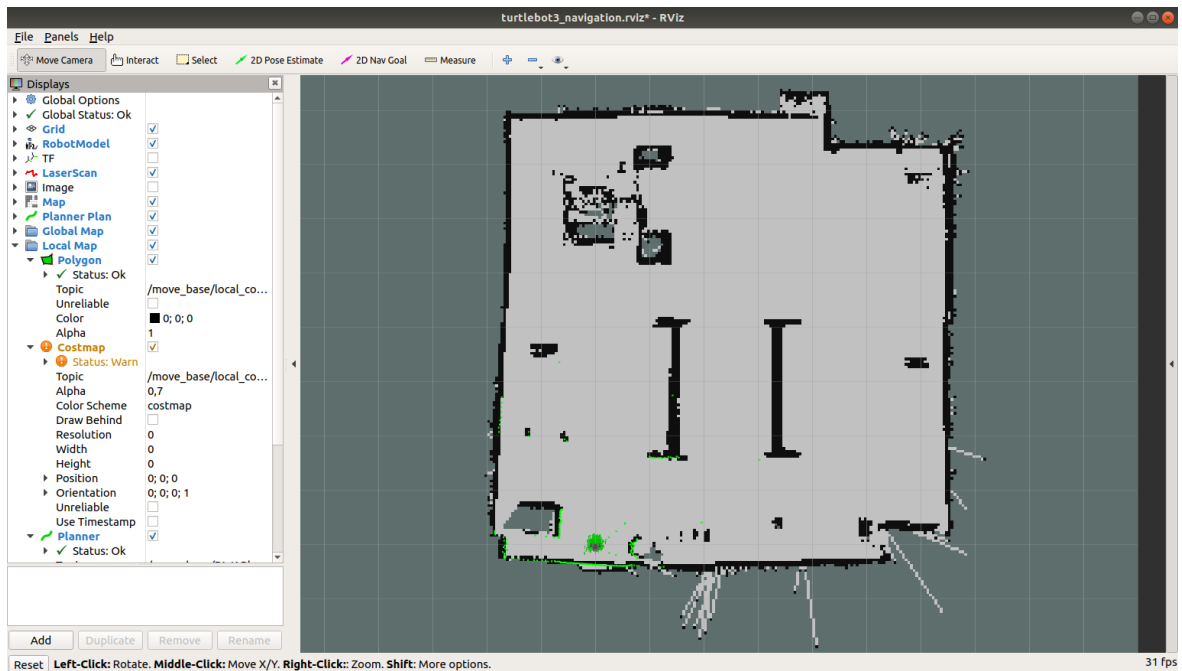 turtlebot3_navigation.rviz* - RViz
File Panels Help
Move Camera Interact Select 2D Pose Estimate 2D Nav Goal Measure
Displays
Global Options
Global Status: Ok
Grid
RobotModel
TF
LaserScan
Image
Map
Planner Plan
Global Map
Local Map
Polygon
Status: Ok
Topic /move_base/local_co...
Unreliable
Color 0; 0; 0
Alpha 1
Costmap
Status: Warn
Topic /move_base/local_co...
Alpha 0,7
Color Scheme costmap
Draw Behind
Resolution 0
Width 0
Height 0
Position 0; 0; 0
Orientation 0; 0; 0; 1
Unreliable
Use Timestamp
Planner
Status: Ok
Add Duplicate Remove Rename
Reset Left-Click: Rotate. Middle-Click: Move X/Y. Right-Click:: Zoom. Shift: More options. 31 fps